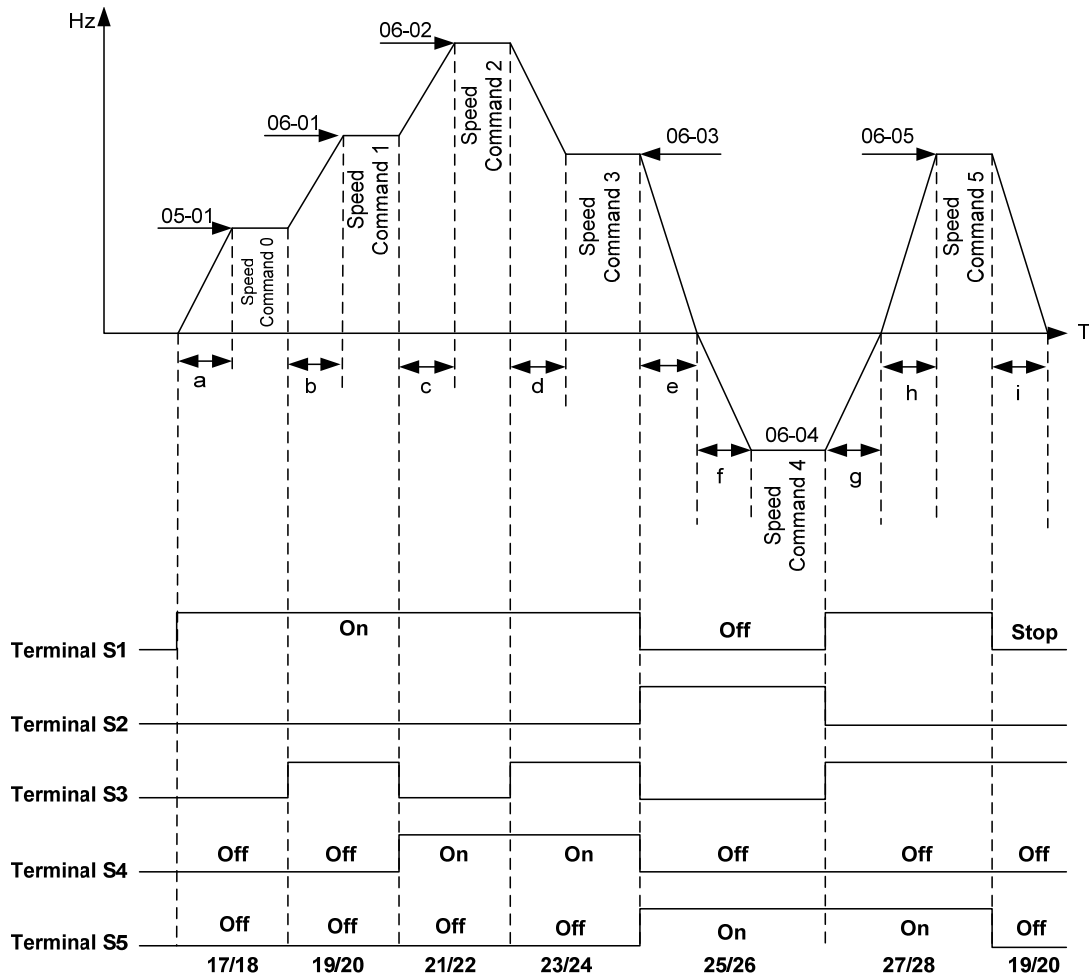 Hz
06-02
06-01
06-03
06-05
05-01
Speed
Command 0
Speed
Command 1
Speed
Command 2
Speed
Command 3
Speed
Command 5
T
a
b
c
d
e
h
i
06-04
f
g
Speed
Command 4
Terminal S1
On
Off
Stop
Terminal S2
Terminal S3
Terminal S4
Off
Off
On
On
Off
Off
Off
Terminal S5
Off
Off
Off
Off
On
On
Off
17/18
19/20
21/22
23/24
25/26
27/28
19/20